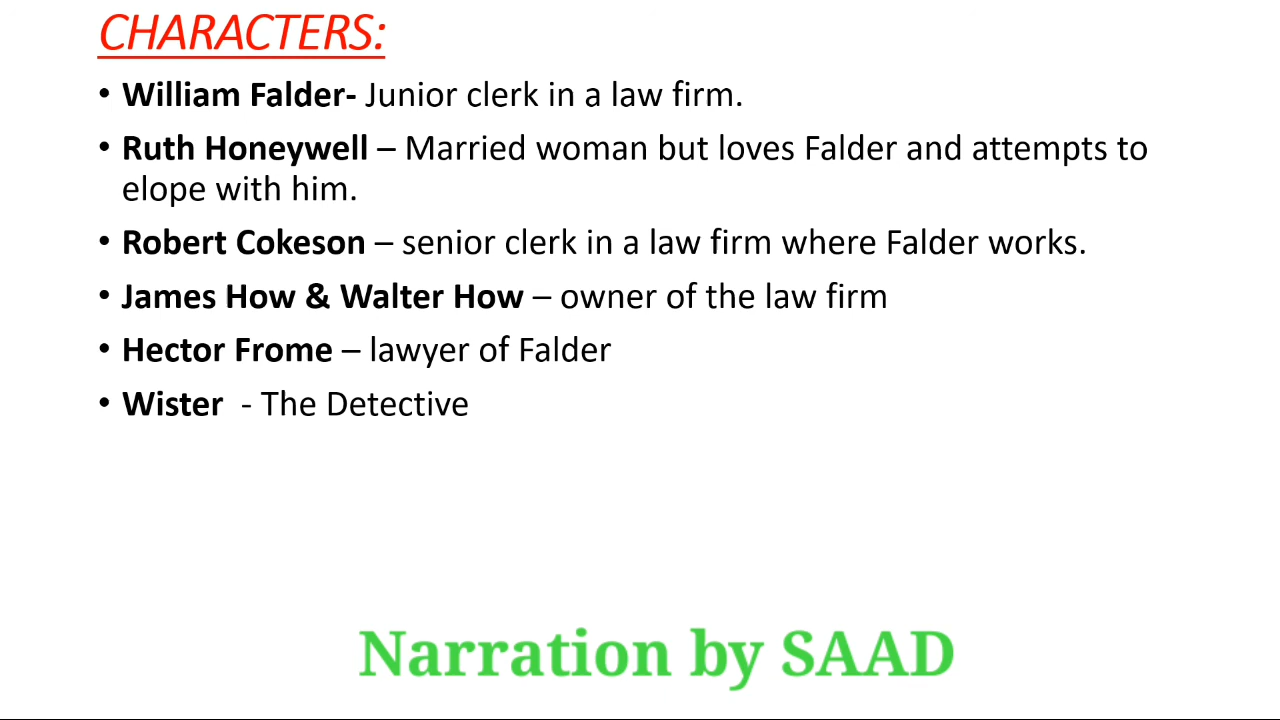 CHARACTERS:
• William Falder- Junior clerk in a law firm.
• Ruth Honeywell – Married woman but loves Falder and attempts to
elope with him.
• Robert Cokeson – senior clerk in a law firm where Falder works.
• James How & Walter How – owner of the law firm
• Hector Frome – lawyer of Falder
• Wister  - The Detective
Narration by SAAD